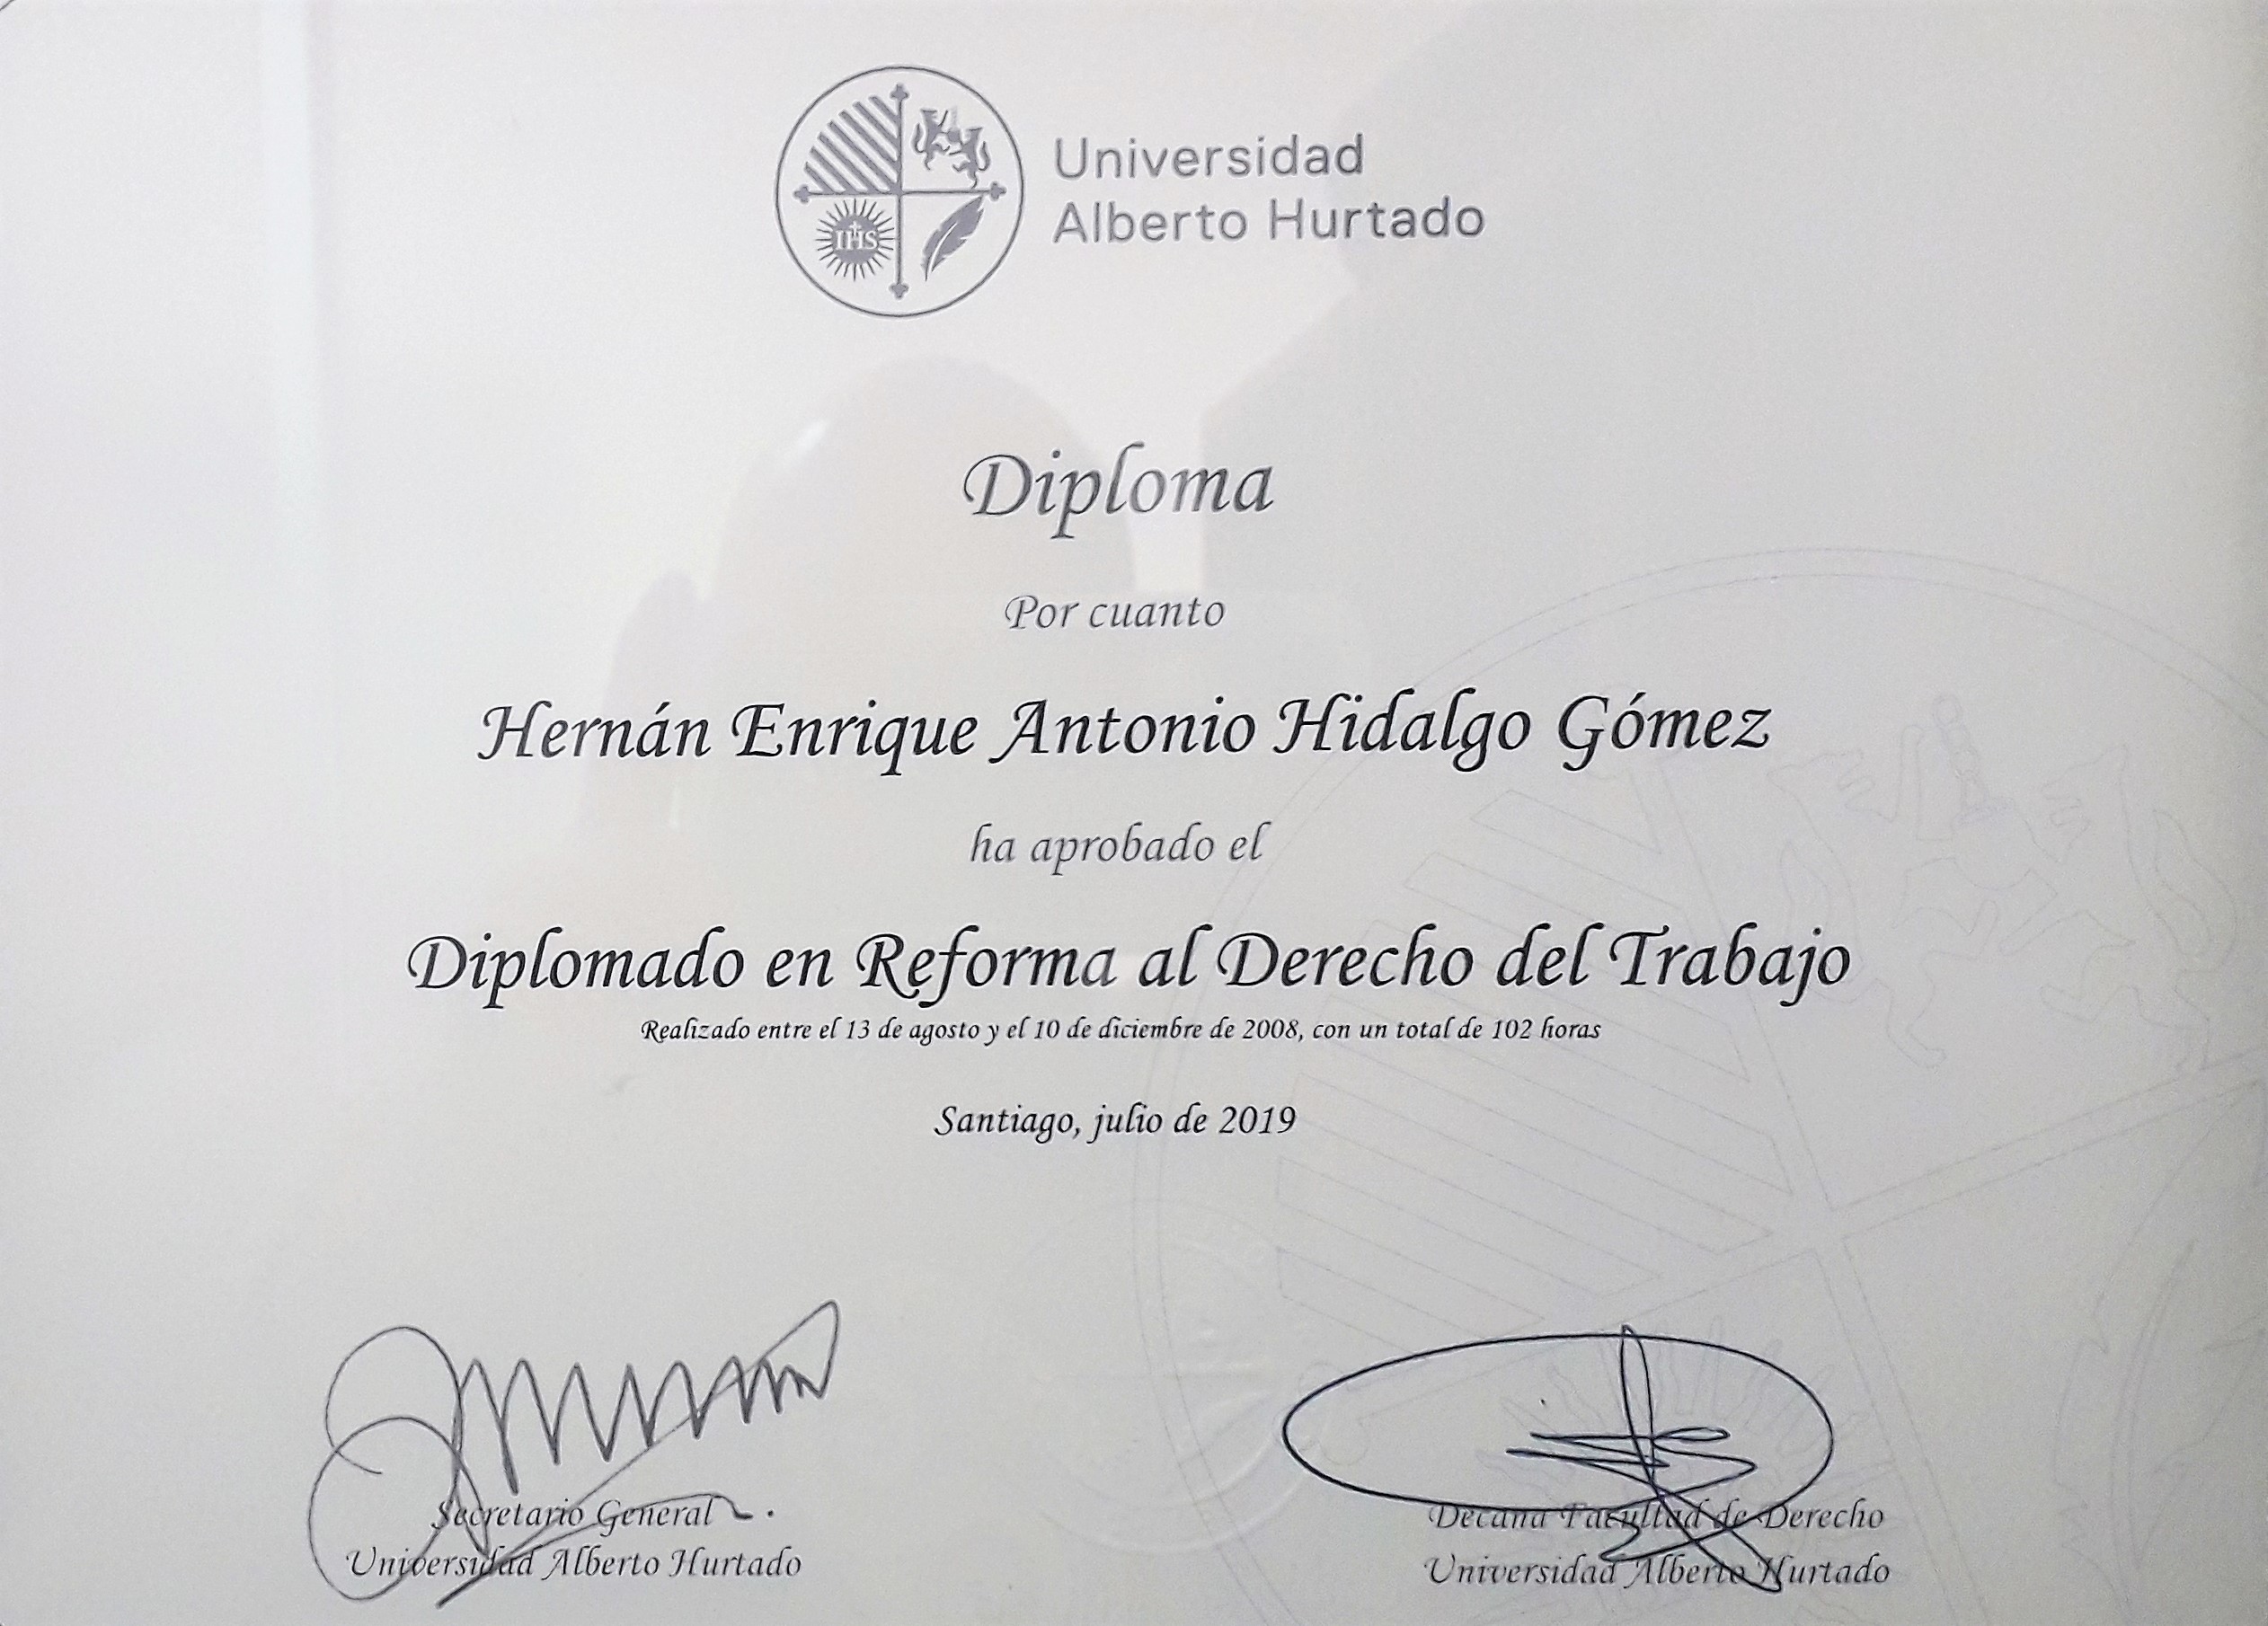 IHS
Universidad
Alberto Hurtado
Diploma
Por cuanto
Hernán Enrique Antonio Hidalgo Gómez
ha aprobado el
Diplomado en Reforma al Derecho del Trabajo
Realizado entre el 13 de agosto y el 10 de diciembre de 2008, con un total de 102 horas
Santiago, julio de 2019
Secretario General
Universidad Alberto Hurtado
Decana Facultad de Derecho
Universidad Alberto Hurtado